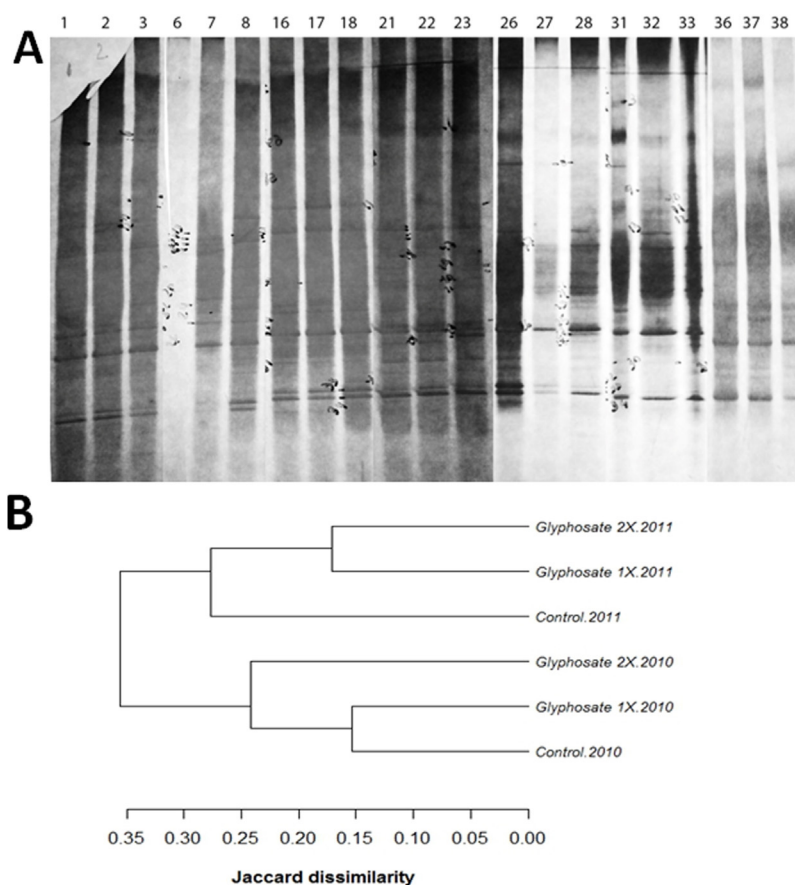 1 2 3 6 7 8 16 17 18 21 22 23 26 27 28 31 32 33 36 37 38
A
1 2
B
Glyphosate 2X.2011
Glyphosate 1X.2011
Control.2011
Glyphosate 2X.2010
Glyphosate 1X.2010
Control.2010
0.35 0.30 0.25 0.20 0.15 0.10 0.05 0.00
Jaccard dissimilarity